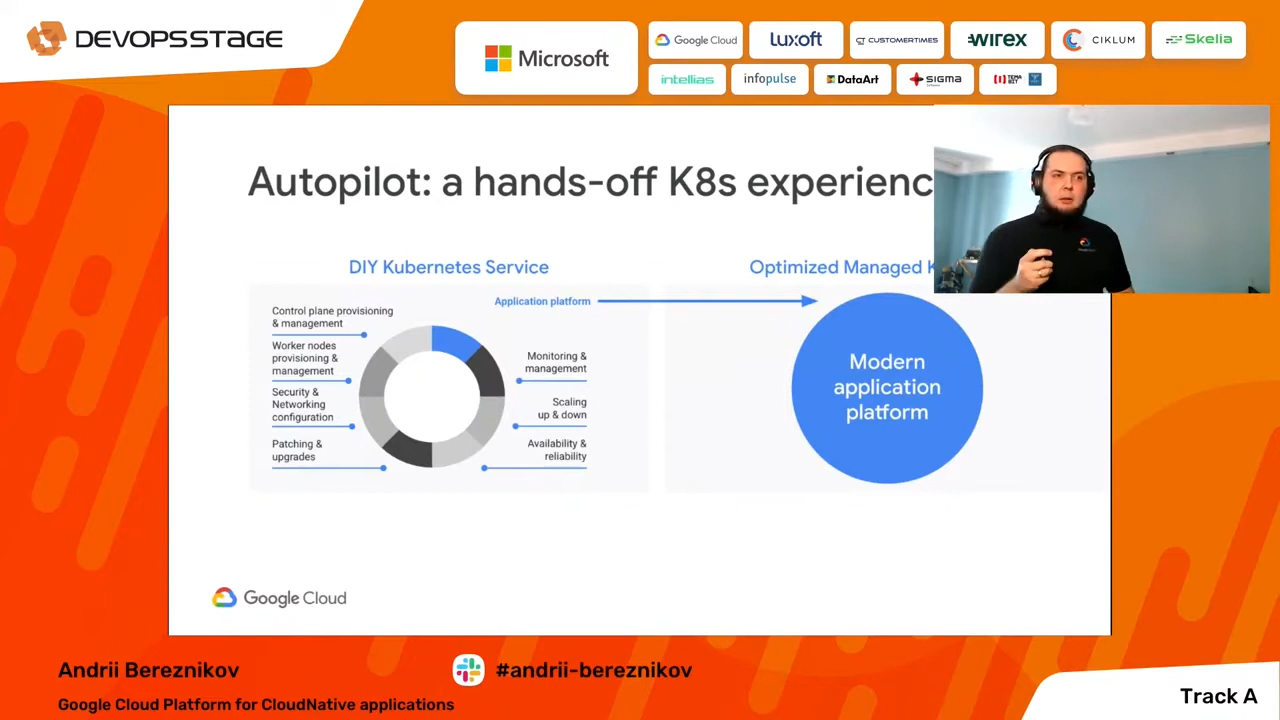 DEVOPSSTAGE
Microsoft
Google Cloud
Luxoft
CUSTOMERTIMES
WIREX
CIKLUM
Skelia
intellias
infopulse
DataArt
SIGMA
TEMA
BIT
Autopilot: a hands-off K8s experienc
DIY Kubernetes Service
Optimized Managed K
Application platform
Control plane provisioning
& management
Worker nodes
provisioning &
management
Security &
Networking
configuration
Patching &
upgrades
Monitoring &
management
Scaling
up & down
Availability &
reliability
Modern
application
platform
Google Cloud
Andrii Bereznikov
#andrii-bereznikov
Google Cloud Platform for CloudNative applications
Track A